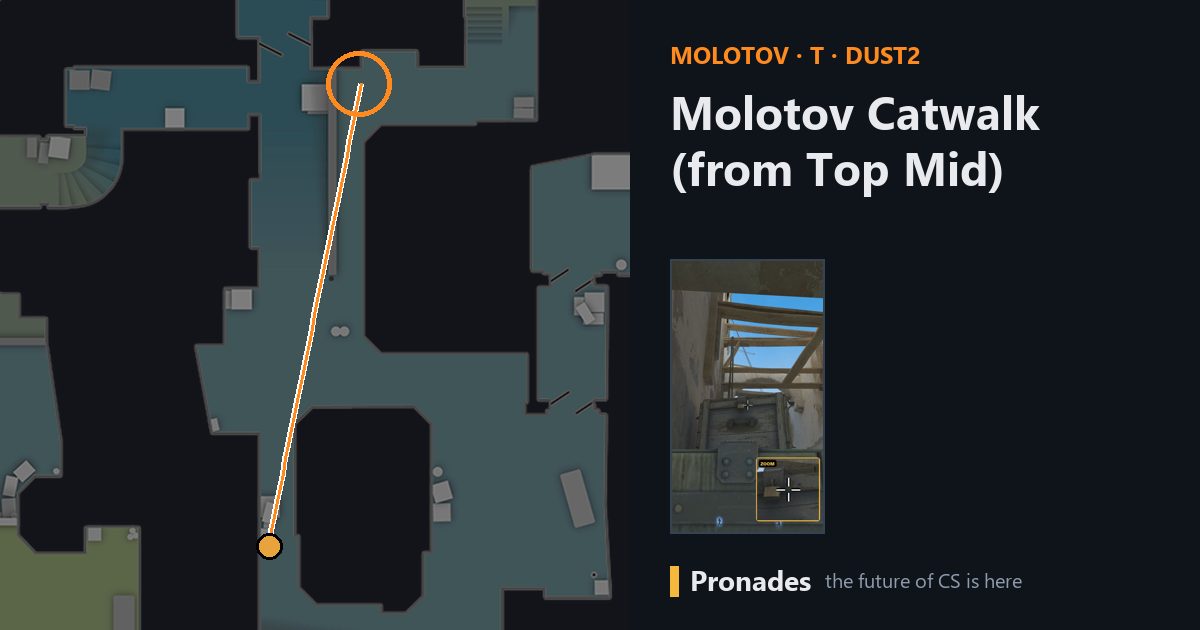 MOLOTOV · T · DUST2
Molotov Catwalk
(from Top Mid)
ZOOM
Pronades the future of CS is here